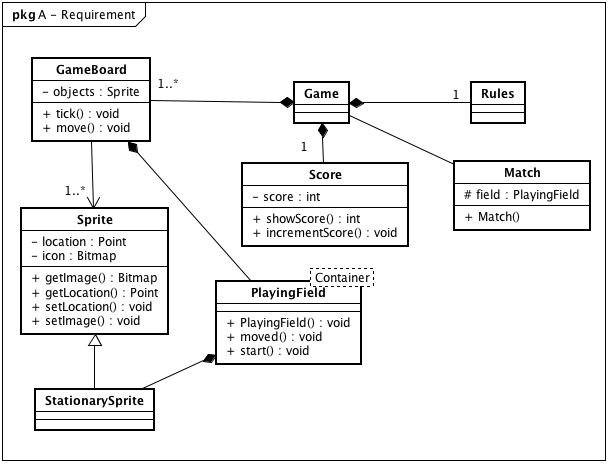 pkg A - Requirement
GameBoard
- objects : Sprite
+ tick() : void
+ move() : void
1..*
Game
1
Rules
1
Score
- score : int
+ showScore() : int
+ incrementScore() : void
Match
# field : PlayingField
+ Match()
1..*
Sprite
- location : Point
- icon : Bitmap
+ getImage() : Bitmap
+ getLocation() : Point
+ setLocation() : void
+ setImage() : void
Container
PlayingField
+ PlayingField() : void
+ moved() : void
+ start() : void
StationarySprite